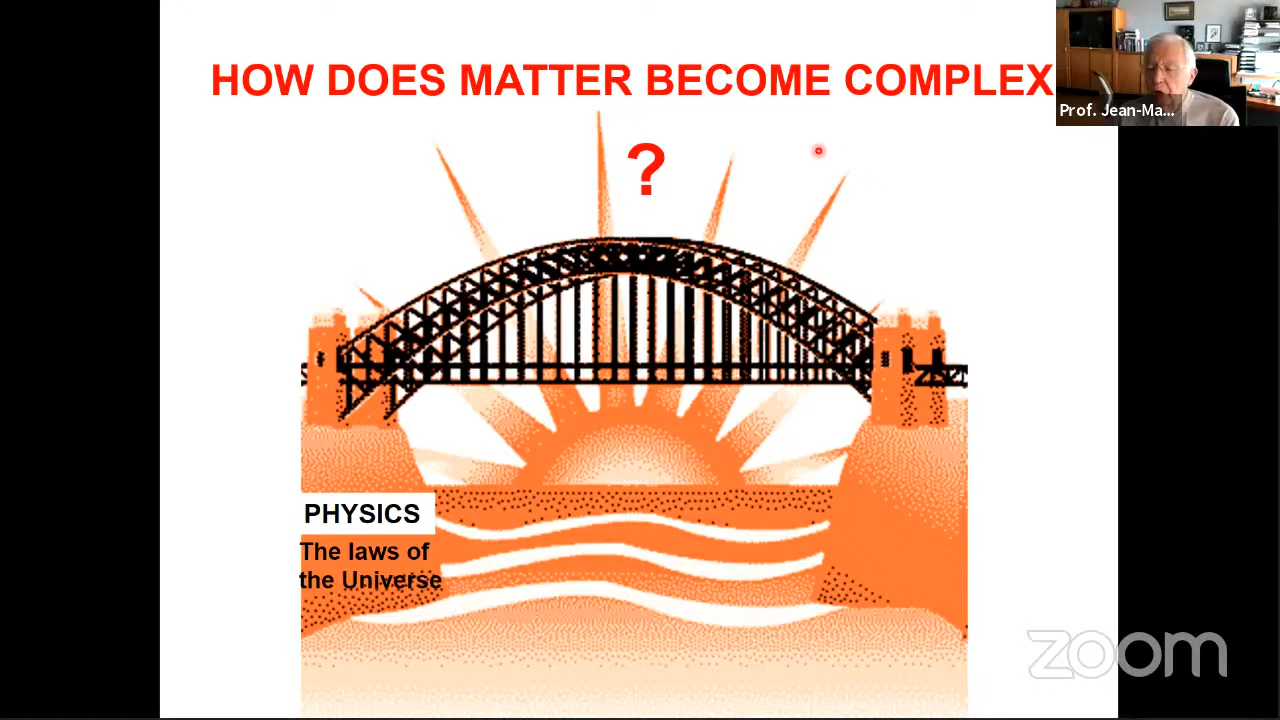 HOW DOES MATTER BECOME COMPLEX
?
Prof. Jean-Ma...
PHYSICS
The laws of
the Universe
zoom